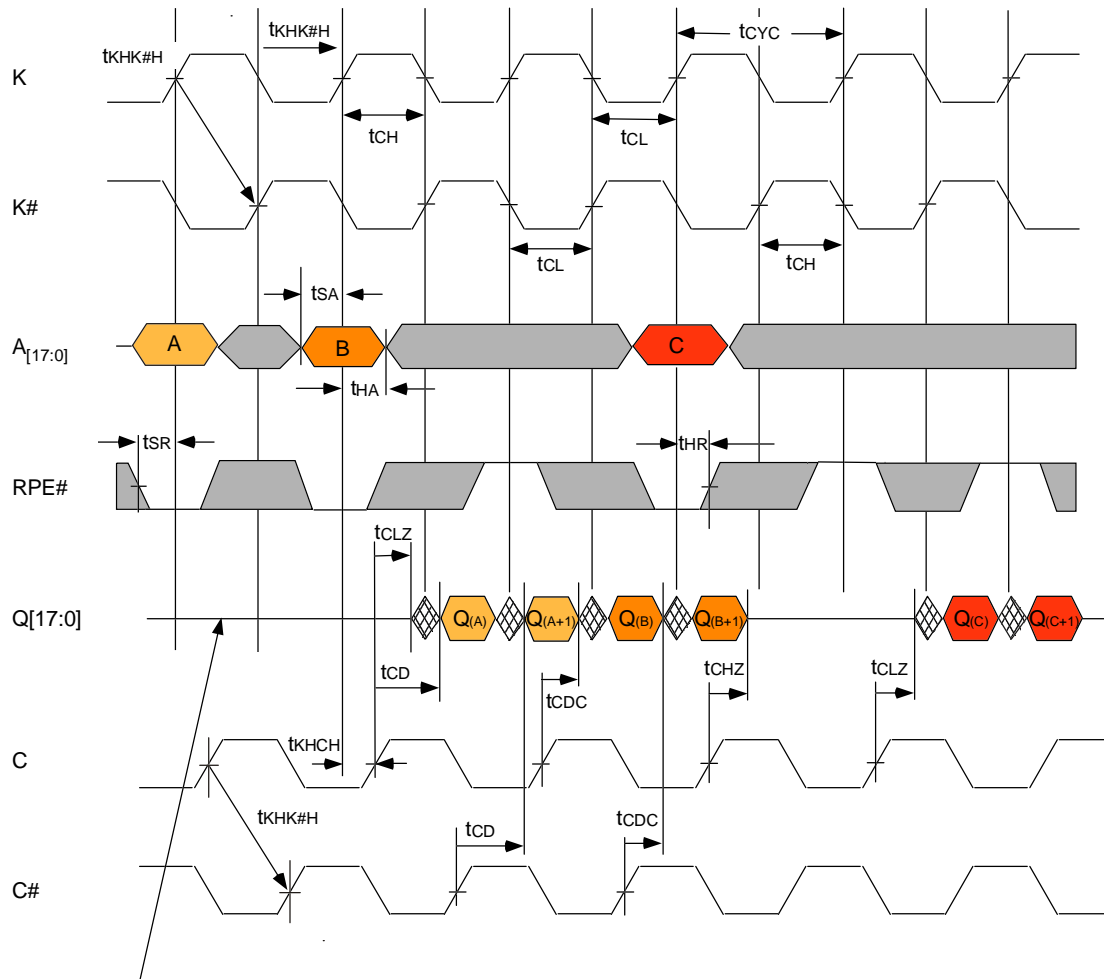 tKHK#H
tCYC
tKHK#H
K
tCH
tCL
K#
tCL
tCH
tSA
A[17:0]
A
B
C
tHA
tSR
tHR
RPE#
tCLZ
Q[17:0]
Q(A)
Q(A+1)
Q(B)
Q(B+1)
Q(C)
Q(C+1)
tCD
tCHZ
tCLZ
tCDC
tKHCH
C
tKHK#H
tCD
tCDC
C#